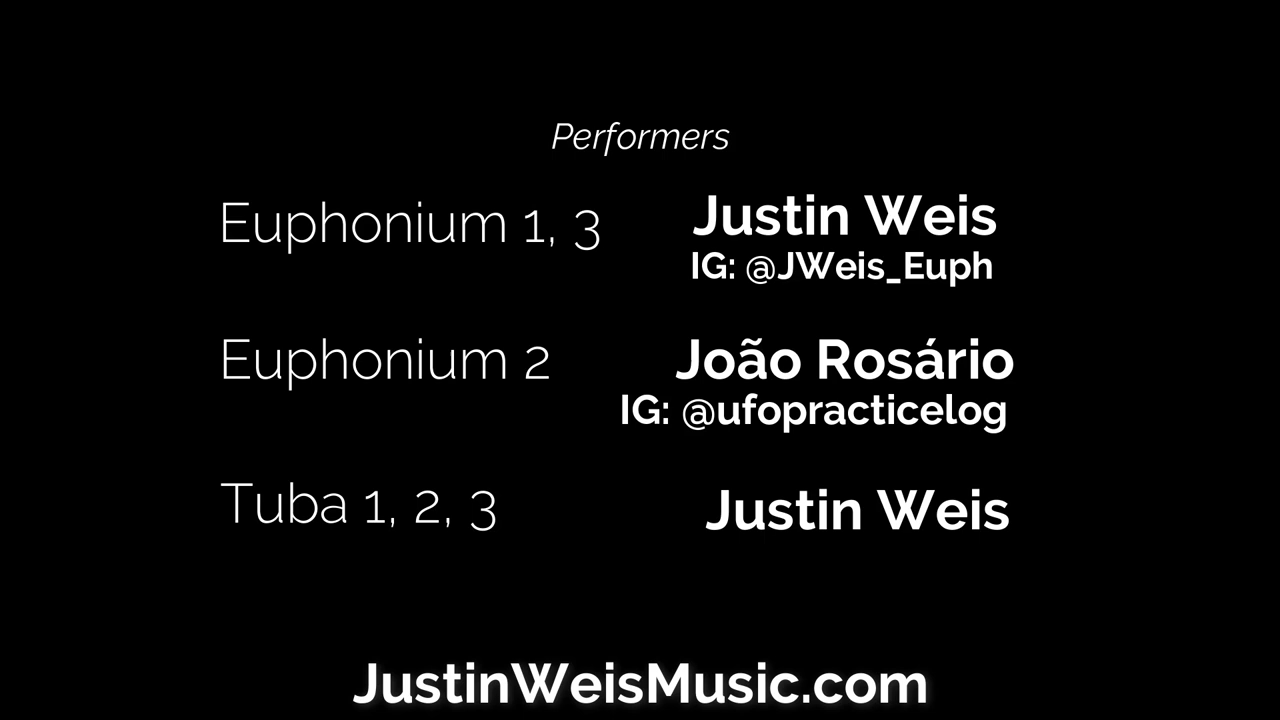 Performers
Euphonium 1, 3
Justin Weis
IG: @JWeis_Euph
Euphonium 2
João Rosário
IG: @ufopracticelog
Tuba 1, 2, 3
Justin Weis
JustinWeisMusic.com